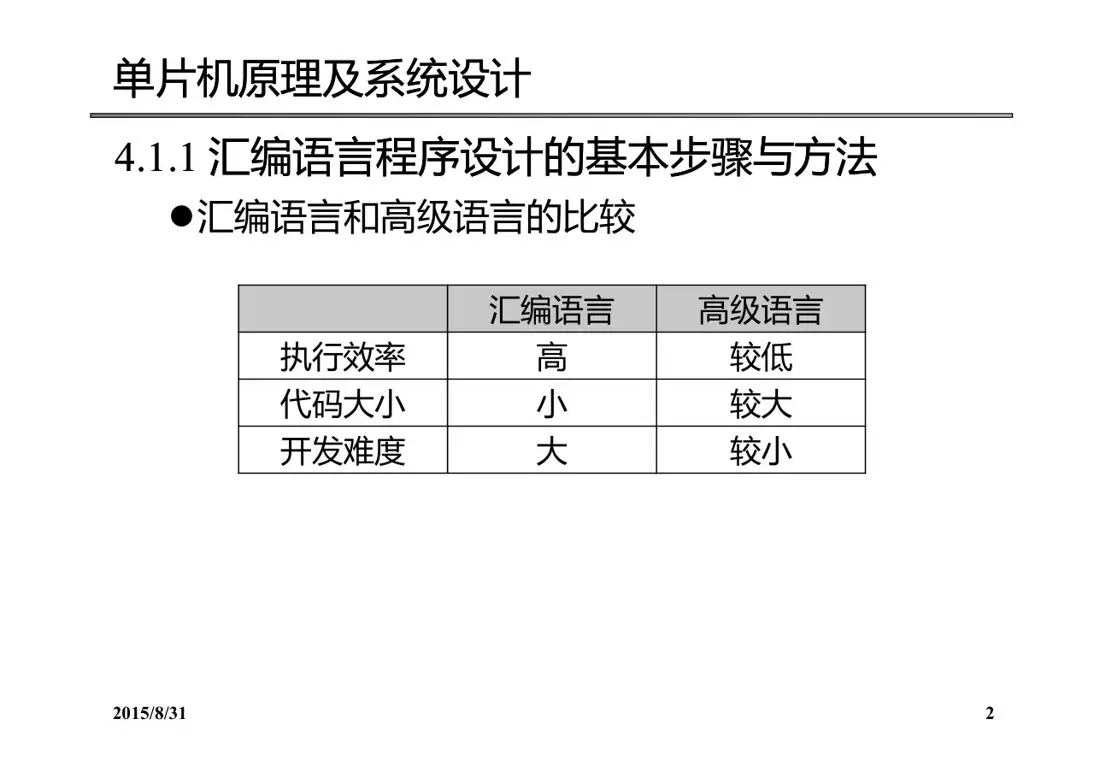 单片机原理及系统设计
4.1.1 汇编语言程序设计的基本步骤与方法
●汇编语言和高级语言的比较
汇编语言 高级语言
执行效率 高 较低
代码大小 小 较大
开发难度 大 较小
2015/8/31 2